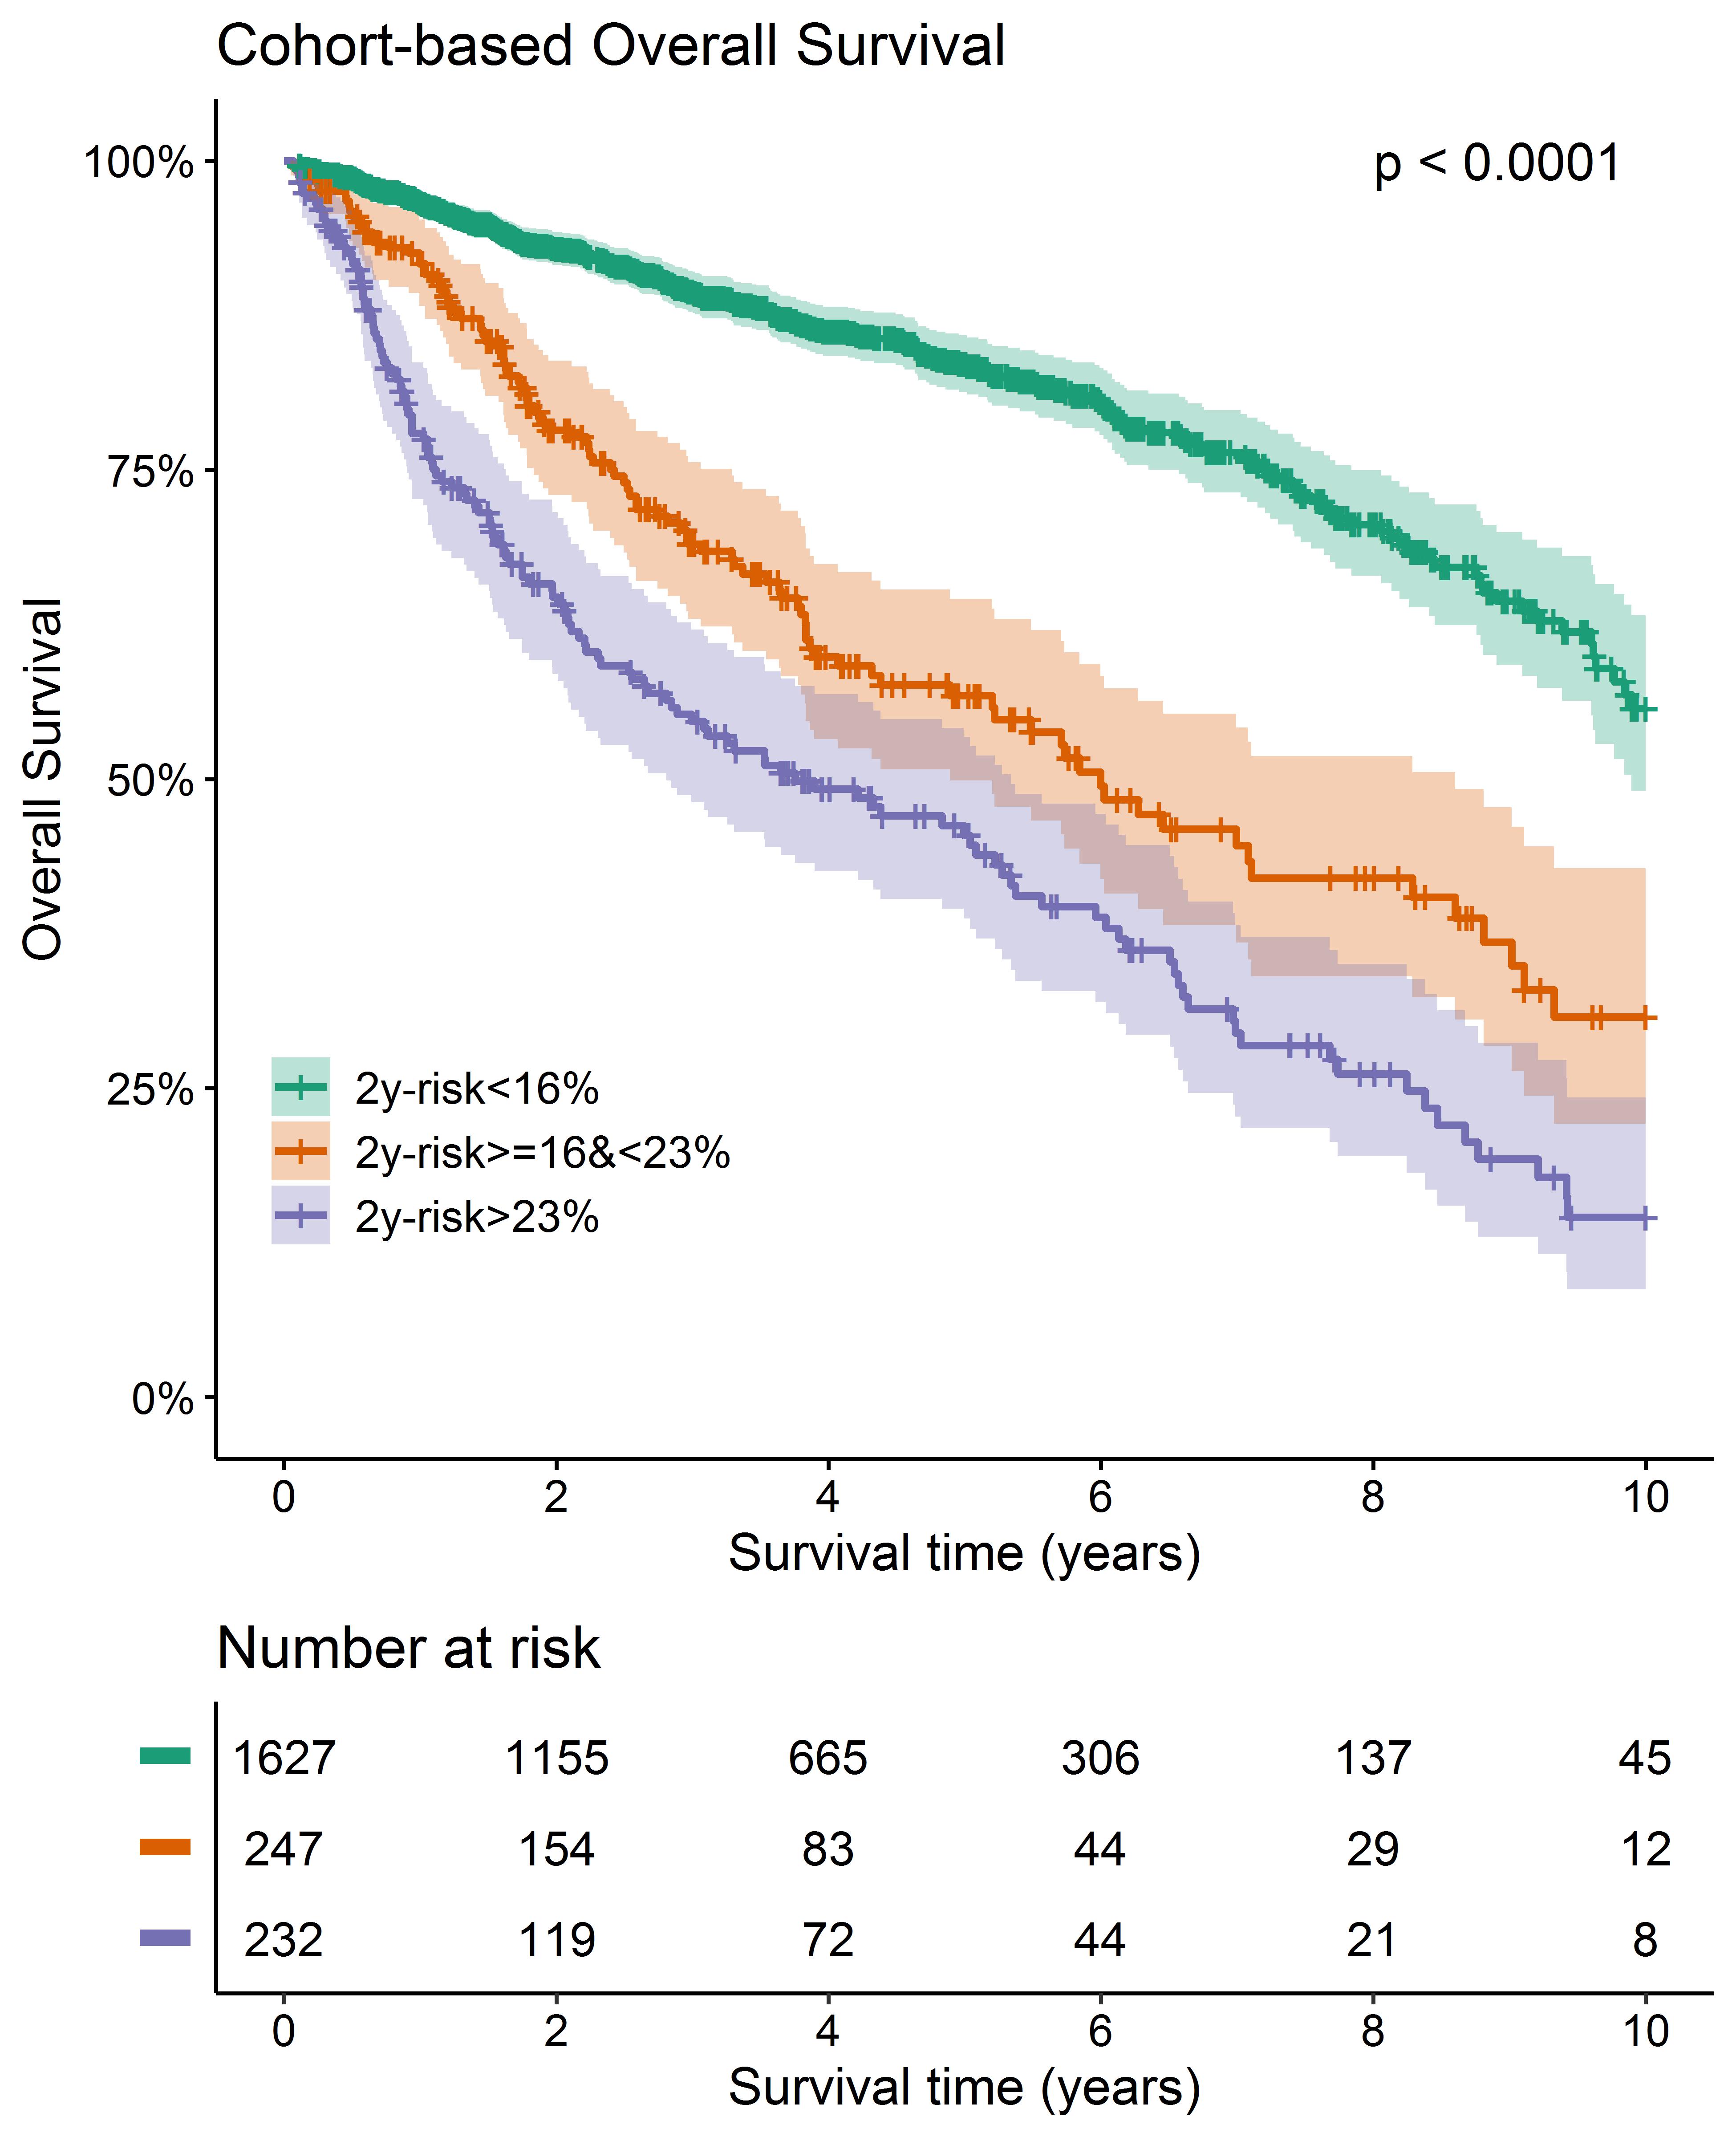 Cohort-based Overall Survival
p < 0.0001
100%
75%
50%
25%
0%
Overall Survival
2y-risk<16%
2y-risk>=16&<23%
2y-risk>23%
0 2 4 6 8 10
Survival time (years)
Number at risk
1627 1155 665 306 137 45
247 154 83 44 29 12
232 119 72 44 21 8
0 2 4 6 8 10
Survival time (years)